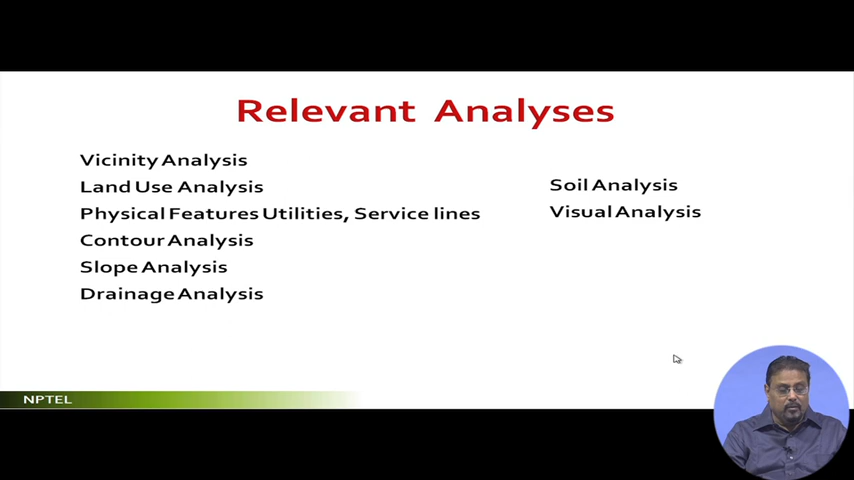 Relevant Analyses
Vicinity Analysis
Land Use Analysis
Physical Features Utilities, Service lines
Contour Analysis
Slope Analysis
Drainage Analysis
Soil Analysis
Visual Analysis
NPTEL